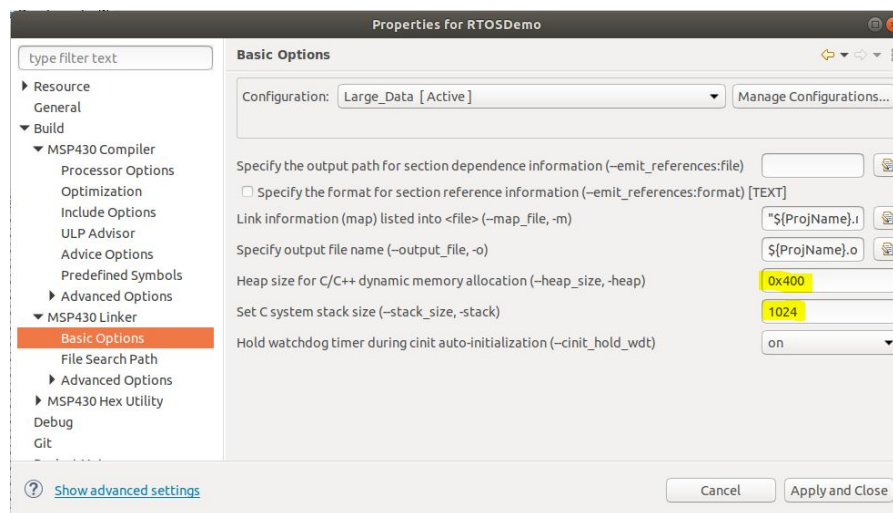 Properties for RTOSDemo
type filter text
Resource
General
Build
MSP430 Compiler
Processor Options
Optimization
Include Options
ULP Advisor
Advice Options
Predefined Symbols
Advanced Options
MSP430 Linker
Basic Options
File Search Path
Advanced Options
MSP430 Hex Utility
Debug
Git
Basic Options
Configuration: Large_Data [ Active ] Manage Configurations...
Specify the output path for section dependence information (--emit_references:file)
Specify the format for section reference information (--emit_references:format) [TEXT]
Link information (map) listed into <file> (--map_file, -m) "${ProjName}.r
Specify output file name (--output_file, -o) ${ProjName}.o
Heap size for C/C++ dynamic memory allocation (--heap_size, -heap) 0x400
Set C system stack size (--stack_size, -stack) 1024
Hold watchdog timer during cinit auto-initialization (--cinit_hold_wdt) on
? Show advanced settings Cancel Apply and Close